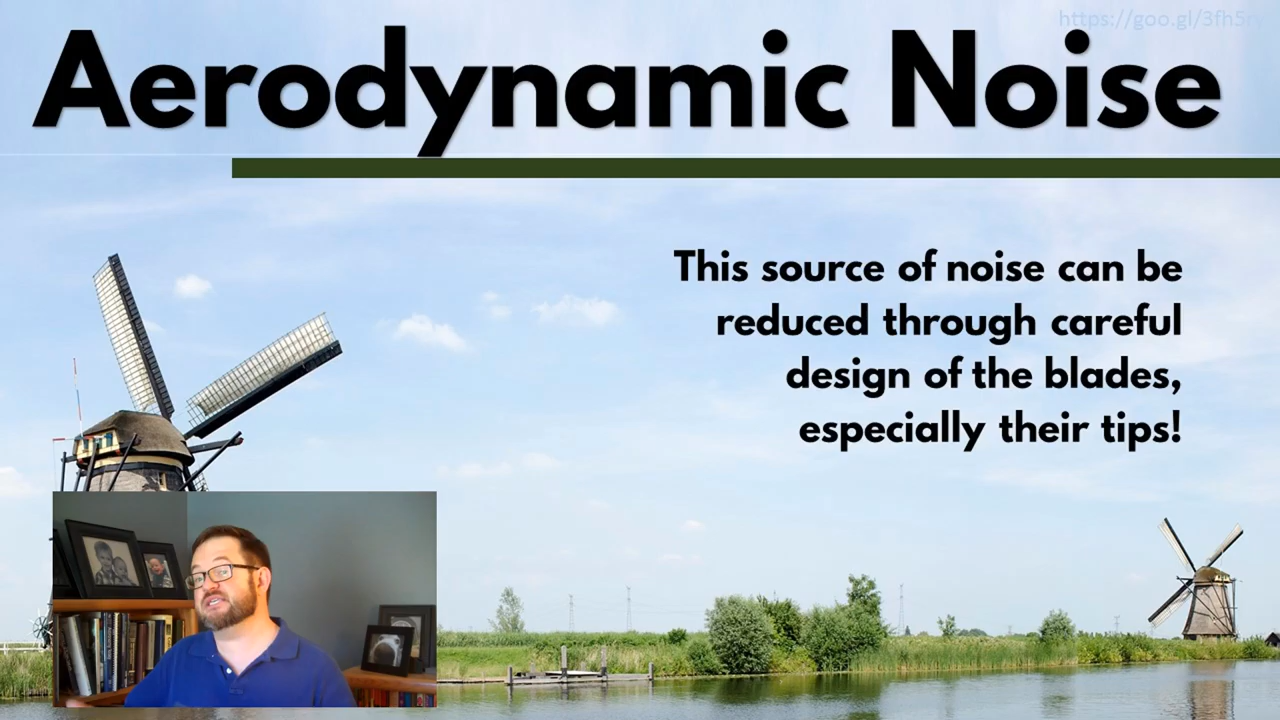 https://goo.gl/3fh5ry
Aerodynamic Noise
This source of noise can be
reduced through careful
design of the blades,
especially their tips!